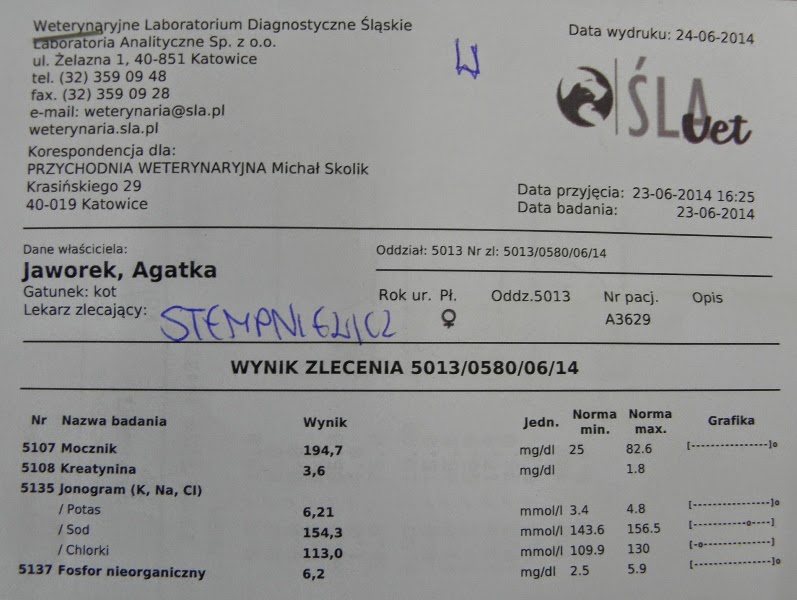 Weterynaryjne Laboratorium Diagnostyczne Śląskie
Laboratoria Analityczne Sp. z o.o.
ul. Żelazna 1, 40-851 Katowice
tel. (32) 359 09 48
fax. (32) 359 09 28
e-mail: weterynaria@sla.pl
weterynaria.sla.pl
W
Data wydruku: 24-06-2014
ŚLA
vet
Korespondencja dla:
PRZYCHODNIA WETERYNARYJNA Michał Skolik
Krasińskiego 29
40-019 Katowice
Data przyjęcia: 23-06-2014 16:25
Data badania: 23-06-2014
Dane właściciela:
Jaworek, Agatka
Gatunek: kot
Lekarz zlecający: STEMPNIEWICZ
Oddział: 5013 Nr zl: 5013/0580/06/14
Rok ur. Pł. Oddz.5013 Nr pacj. Opis
♀ A3629
WYNIK ZLECENIA 5013/0580/06/14
Nr Nazwa badania Wynik Jedn. Norma min. Norma max. Grafika
5107 Mocznik 194,7 mg/dl 25 82.6 [----------------]o
5108 Kreatynina 3,6 mg/dl 1.8
5135 Jonogram (K, Na, Cl)
/ Potas 6,21 mmol/l 3.4 4.8 [----------------]o
/ Sod 154,3 mmol/l 143.6 156.5 [-----------o----]
/ Chlorki 113,0 mmol/l 109.9 130 [-o--------------]
5137 Fosfor nieorganiczny 6,2 mg/dl 2.5 5.9 [----------------]o